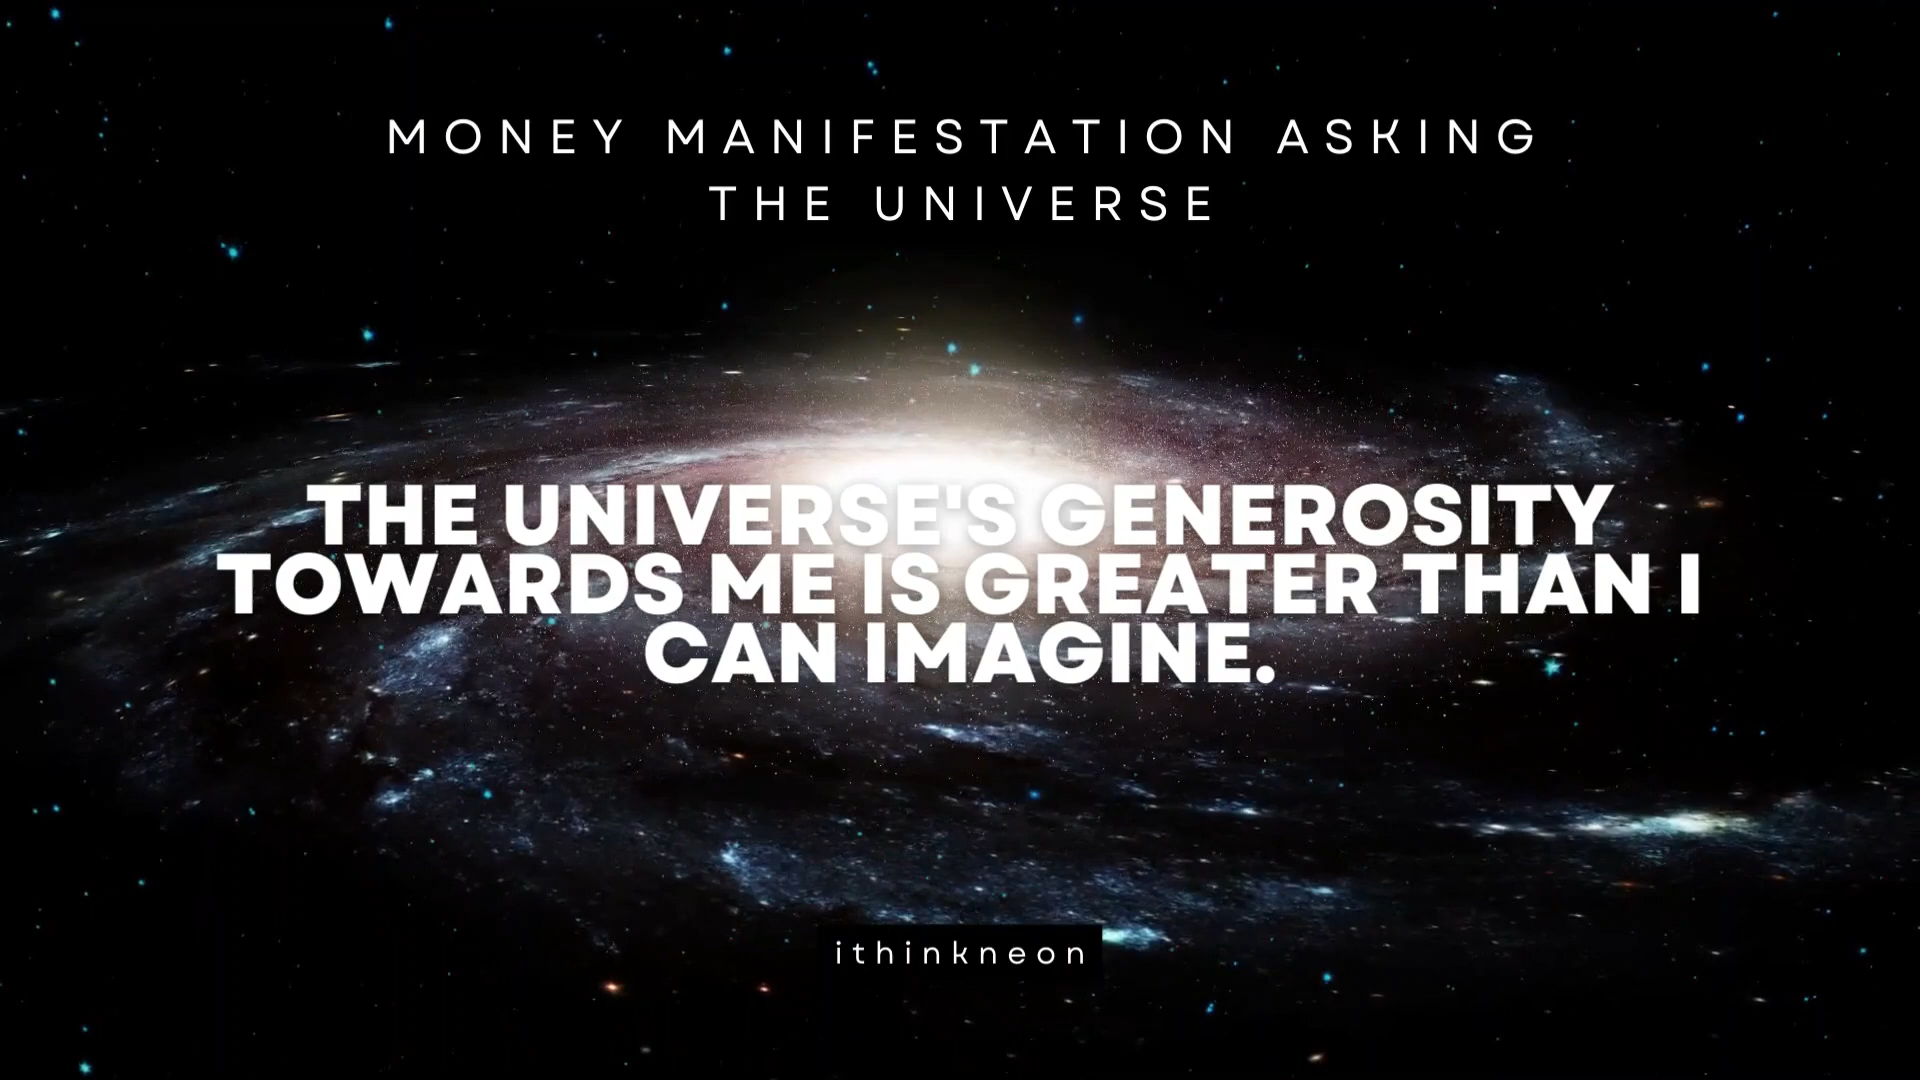 MONEY MANIFESTATION ASKING
THE UNIVERSE
THE UNIVERSE'S GENEROSITY
TOWARDS ME IS GREATER THAN I
CAN IMAGINE.
ithinkneon